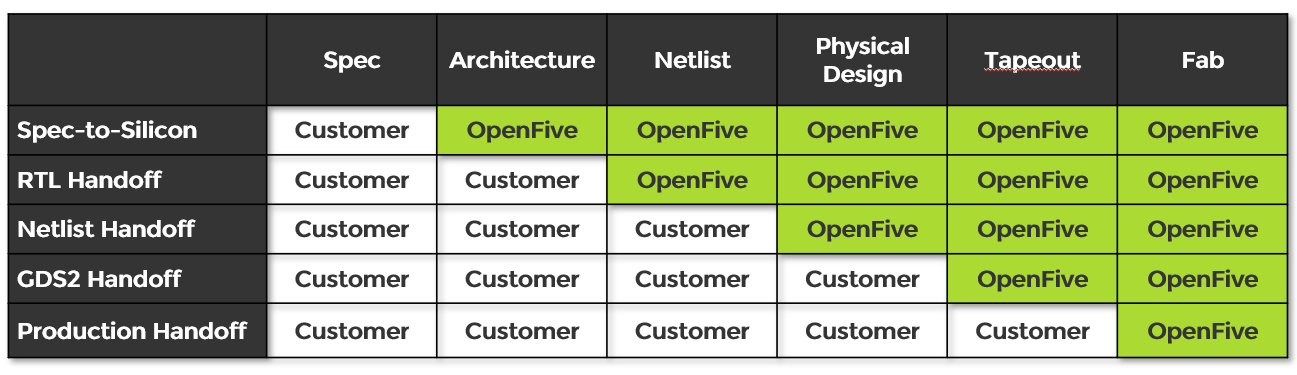 Spec Architecture Netlist Physical Design Tapeout Fab
Spec-to-Silicon Customer OpenFive OpenFive OpenFive OpenFive OpenFive
RTL Handoff Customer Customer OpenFive OpenFive OpenFive OpenFive
Netlist Handoff Customer Customer Customer OpenFive OpenFive OpenFive
GDS2 Handoff Customer Customer Customer Customer OpenFive OpenFive
Production Handoff Customer Customer Customer Customer Customer OpenFive